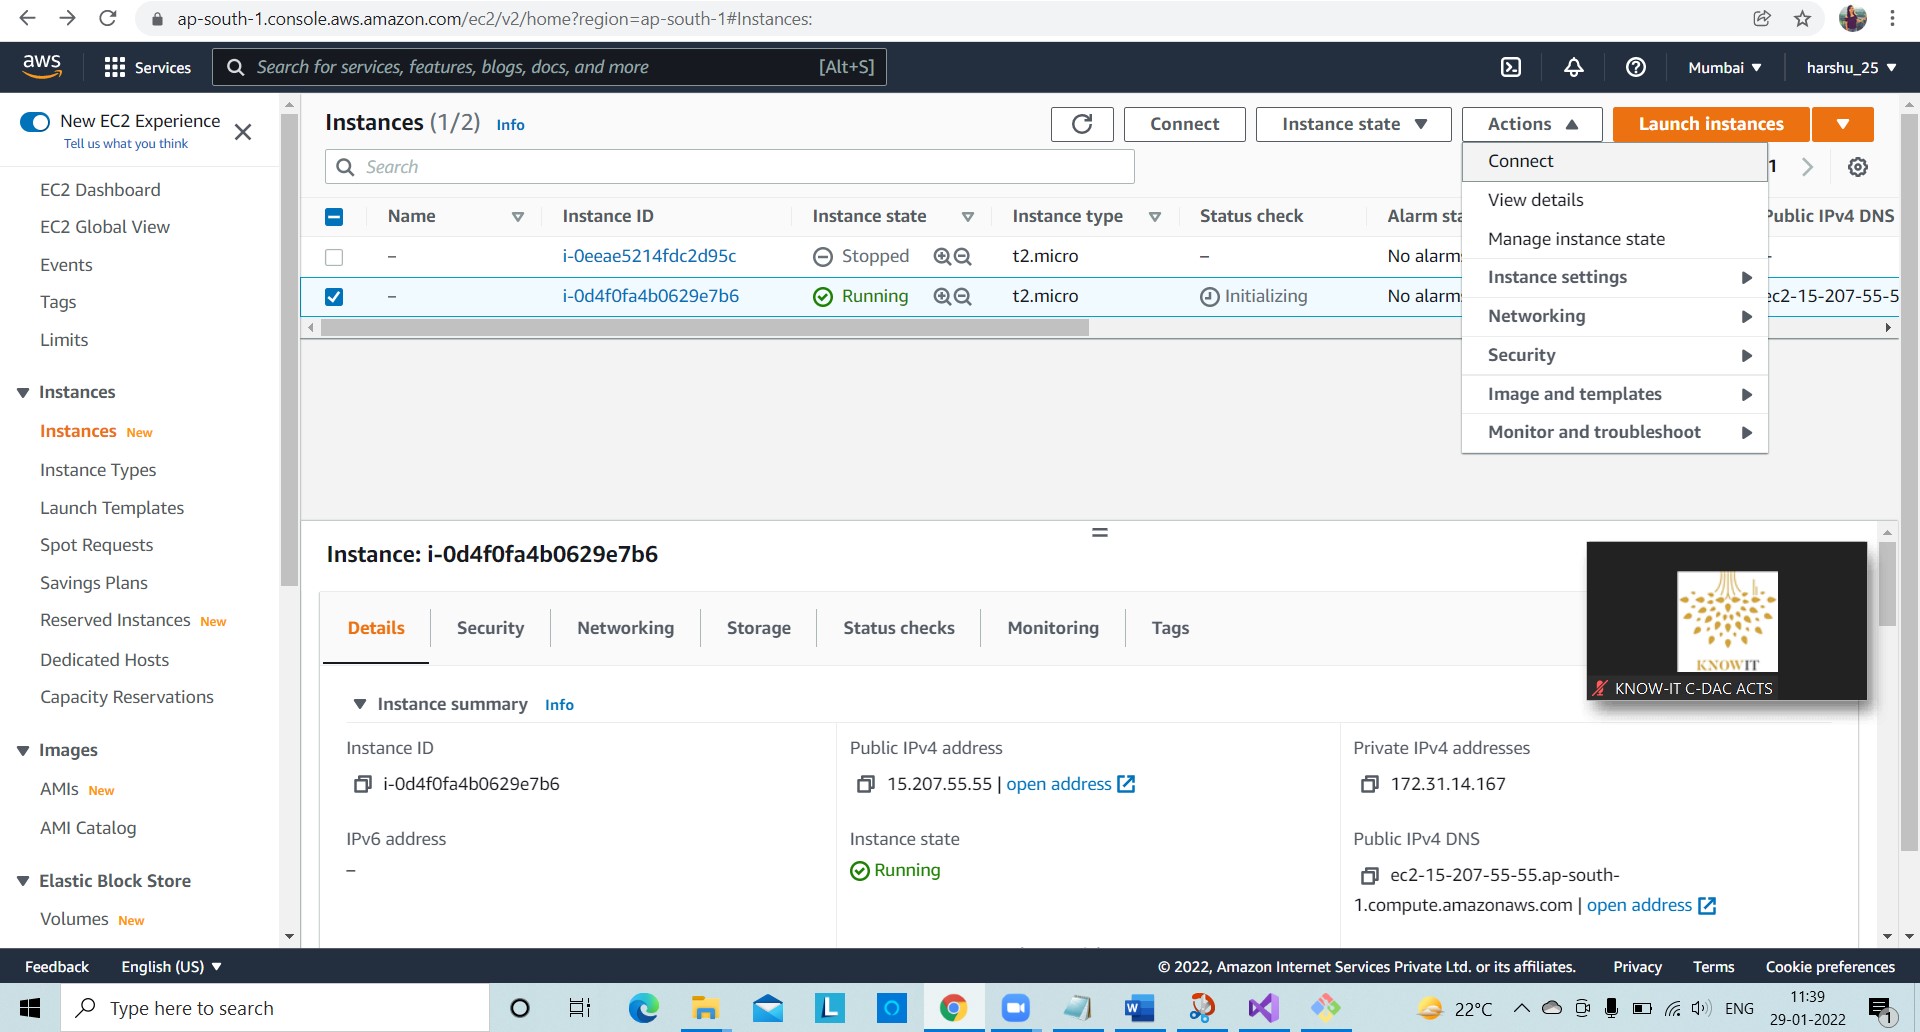 ap-south-1.console.aws.amazon.com/ec2/v2/home?region=ap-south-1#Instances:
aws
Services
Search for services, features, blogs, docs, and more
[Alt+S]
Mumbai
harshu_25
New EC2 Experience
Tell us what you think
EC2 Dashboard
EC2 Global View
Events
Tags
Limits
Instances
Instances New
Instance Types
Launch Templates
Spot Requests
Savings Plans
Reserved Instances New
Dedicated Hosts
Capacity Reservations
Images
AMIs New
AMI Catalog
Elastic Block Store
Volumes New
Instances (1/2) Info
Connect
Instance state
Actions
Launch instances
Search
1
Connect
View details
Manage instance state
Instance settings
Networking
Security
Image and templates
Monitor and troubleshoot
Name Instance ID Instance state Instance type Status check Alarm sta Public IPv4 DNS
– i-0eeae5214fdc2d95c Stopped t2.micro – No alarm –
– i-0d4f0fa4b0629e7b6 Running t2.micro Initializing No alarm ec2-15-207-55-5
Instance: i-0d4f0fa4b0629e7b6
Details Security Networking Storage Status checks Monitoring Tags
KNOWIT
KNOW-IT C-DAC ACTS
Instance summary Info
Instance ID
i-0d4f0fa4b0629e7b6
Public IPv4 address
15.207.55.55 | open address
Private IPv4 addresses
172.31.14.167
IPv6 address
–
Instance state
Running
Public IPv4 DNS
ec2-15-207-55-55.ap-south-
1.compute.amazonaws.com | open address
Feedback English (US) © 2022, Amazon Internet Services Private Ltd. or its affiliates. Privacy Terms Cookie preferences
Type here to search
L
22°C
ENG
11:39
29-01-2022
1